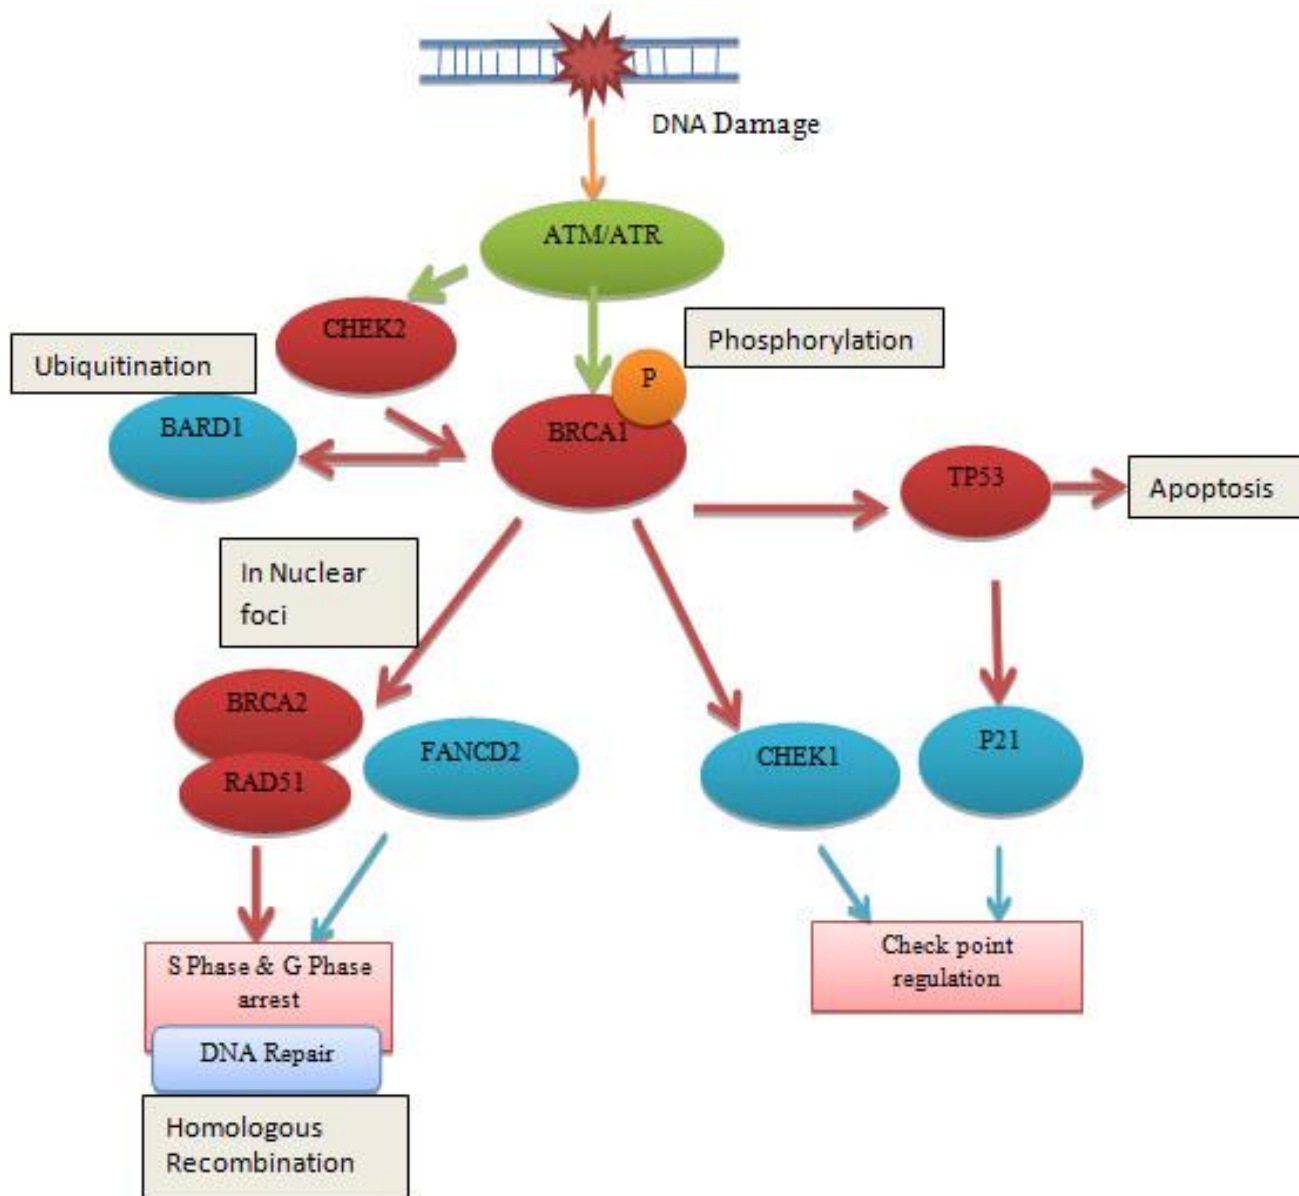 DNA Damage
ATM/ATR
CHEK2
Phosphorylation
Ubiquitination
P
BARD1
BRCA1
TP53
Apoptosis
In Nuclear
foci
BRCA2
FANCD2
CHEK1
P21
RAD51
S Phase & G Phase
arrest
Check point
regulation
DNA Repair
Homologous
Recombination